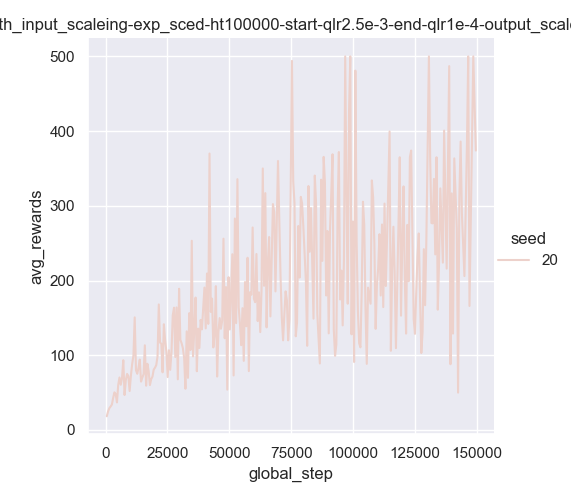 th_input_scaleing-exp_sced-ht100000-start-qlr2.5e-3-end-qlr1e-4-output_scale
500
400
300
200
100
0
avg_rewards
0 25000 50000 75000 100000 125000 150000
global_step
seed
20